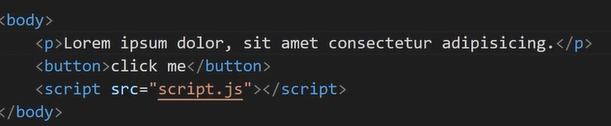 <body>
<p>Lorem ipsum dolor, sit amet consectetur adipisicing.</p>
<button>click me</button>
<script src="script.js"></script>
</body>